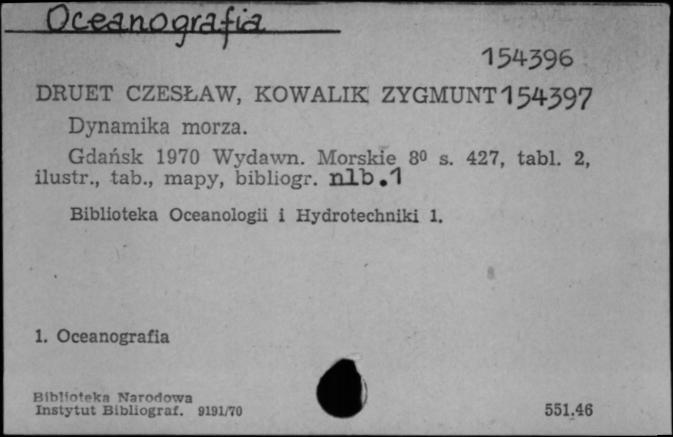 Oceanografia
154396
DRUET CZESŁAW, KOWALIK ZYGMUNT 154397
Dynamika morza.
Gdańsk 1970 Wydawn. Morskie 8⁰ s. 427, tabl. 2,
ilustr., tab., mapy, bibliogr. nlb.1
Biblioteka Oceanologii i Hydrotechniki 1.
1. Oceanografia
Biblioteka Narodowa
Instytut Bibliograf. 9191/70
551.46